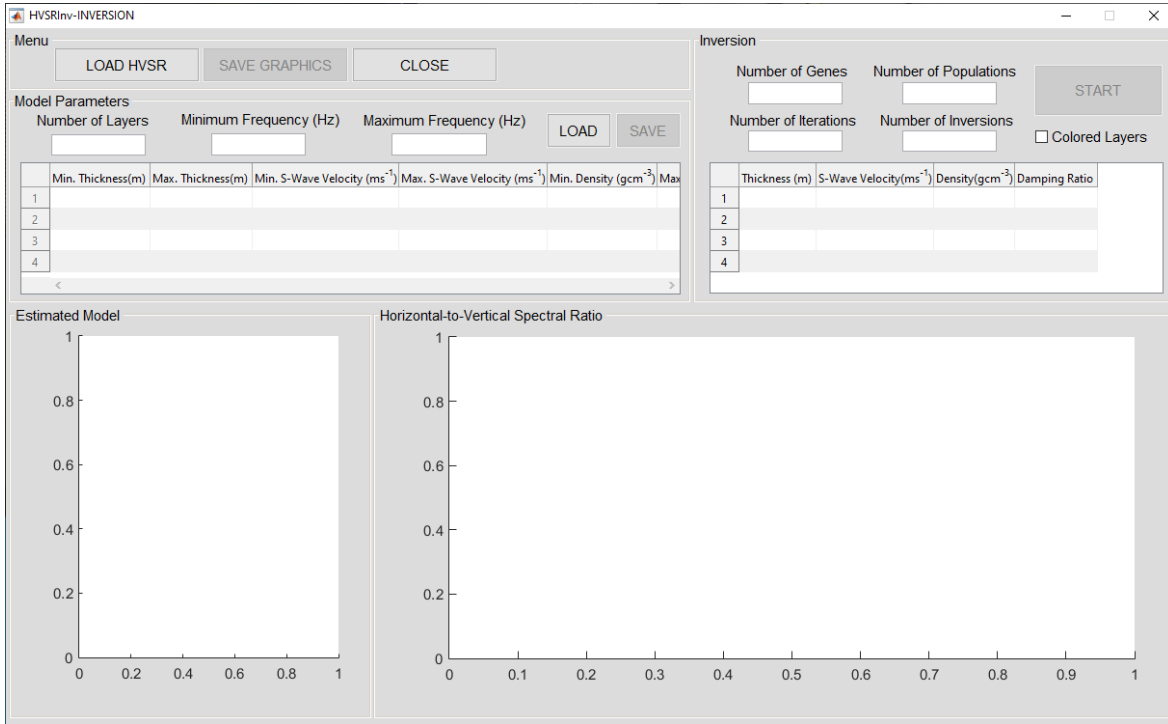 HVSRInv-INVERSION
Menu
LOAD HVSR SAVE GRAPHICS CLOSE
Model Parameters
Number of Layers Minimum Frequency (Hz) Maximum Frequency (Hz) LOAD SAVE
Min. Thickness(m) Max. Thickness(m) Min. S-Wave Velocity (ms⁻¹) Max. S-Wave Velocity (ms⁻¹) Min. Density (gcm⁻³) Max
1
2
3
4
Inversion
Number of Genes Number of Populations START
Number of Iterations Number of Inversions Colored Layers
Thickness (m) S-Wave Velocity(ms⁻¹) Density(gcm⁻³) Damping Ratio
1
2
3
4
Estimated Model
1
0.8
0.6
0.4
0.2
0
0 0.2 0.4 0.6 0.8 1
Horizontal-to-Vertical Spectral Ratio
1
0.8
0.6
0.4
0.2
0
0 0.1 0.2 0.3 0.4 0.5 0.6 0.7 0.8 0.9 1